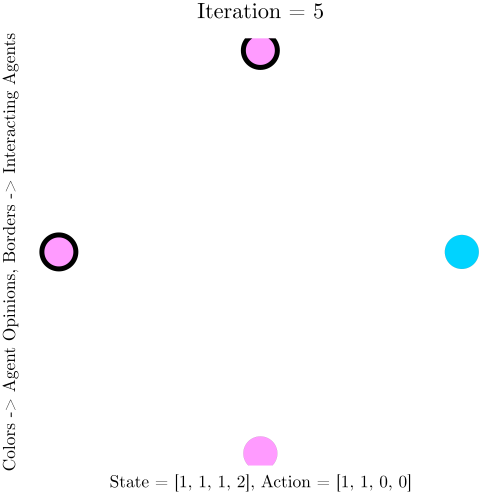 Iteration = 5
Colors -> Agent Opinions, Borders -> Interacting Agents
State = [1, 1, 1, 2], Action = [1, 1, 0, 0]